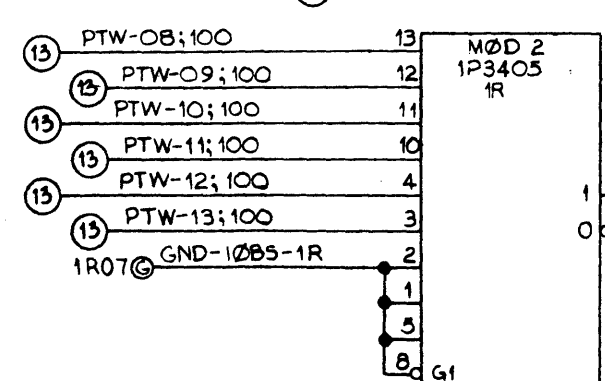 13 PTW-08;100 13
MØD 2
1P3405
1R
13 PTW-09;100 12
13 PTW-10;100 11
13 PTW-11;100 10
13 PTW-12;100 4
1
13 PTW-13;100 3
0
1R07 G GND-IØBS-1R 2
1
5
8 G1